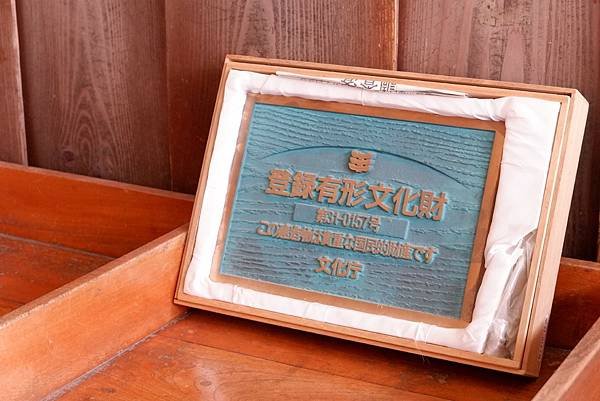 登録有形文化財
第31-0157号
この建造物は貴重な国民的財産です
文化庁